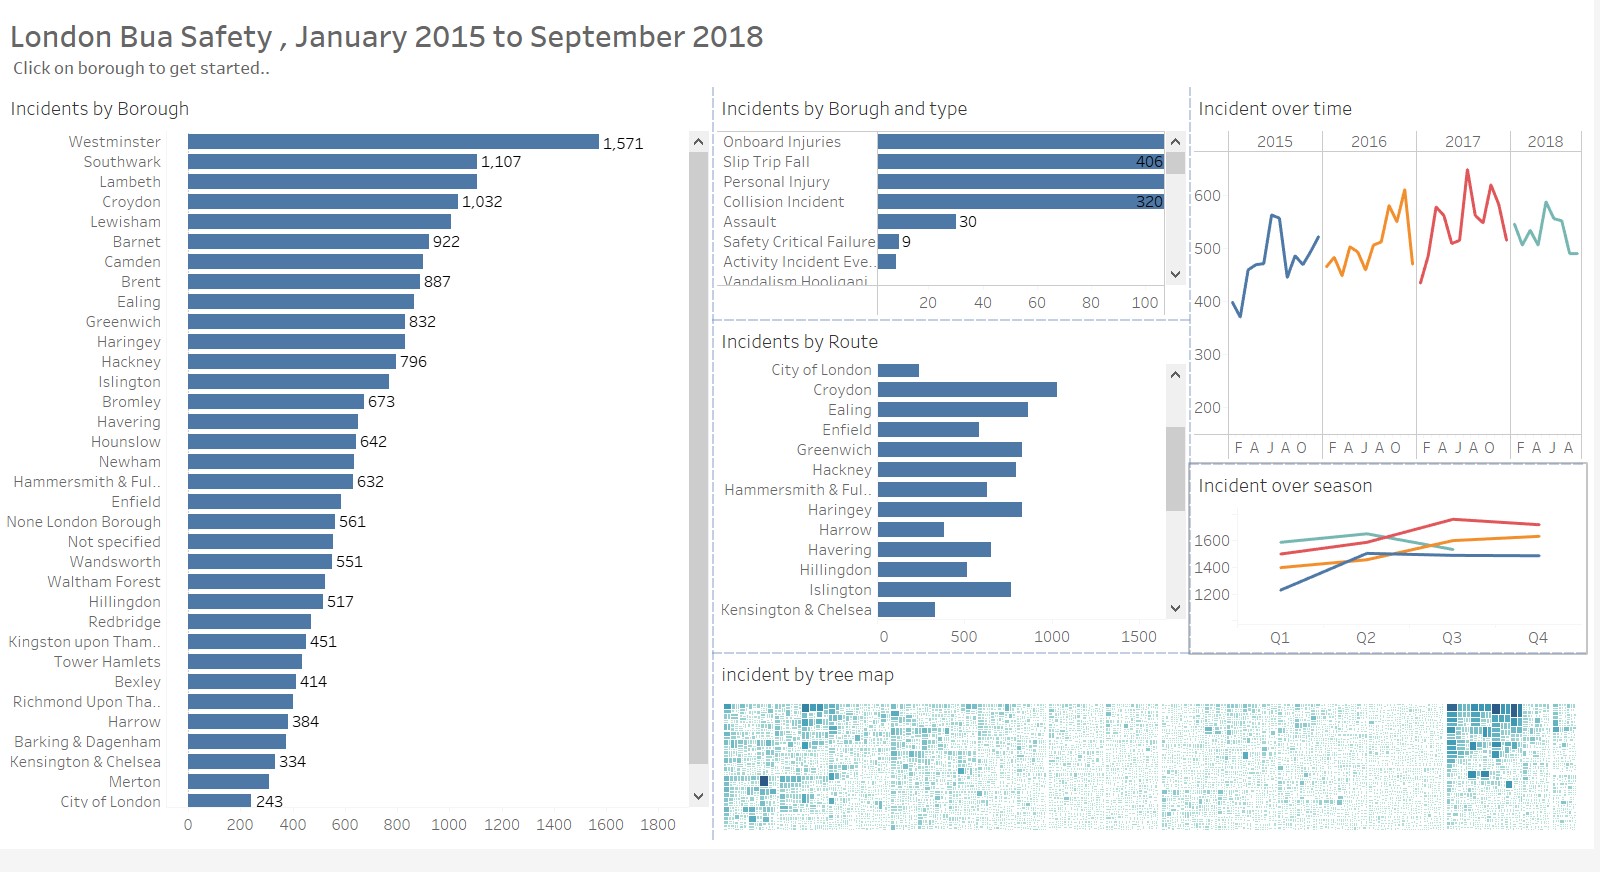 London Bua Safety , January 2015 to September 2018
Click on borough to get started..
Incidents by Borough
Westminster 1,571
Southwark 1,107
Lambeth
Croydon 1,032
Lewisham
Barnet 922
Camden
Brent 887
Ealing
Greenwich 832
Haringey
Hackney 796
Islington
Bromley 673
Havering
Hounslow 642
Newham
Hammersmith & Ful.. 632
Enfield
None London Borough 561
Not specified
Wandsworth 551
Waltham Forest
Hillingdon 517
Redbridge
Kingston upon Tham.. 451
Tower Hamlets
Bexley 414
Richmond Upon Tha..
Harrow 384
Barking & Dagenham
Kensington & Chelsea 334
Merton
City of London 243
0 200 400 600 800 1000 1200 1400 1600 1800
Incidents by Borugh and type
Onboard Injuries
Slip Trip Fall 406
Personal Injury
Collision Incident 320
Assault 30
Safety Critical Failure 9
Activity Incident Eve..
Vandalism Hooligani
20 40 60 80 100
Incidents by Route
City of London
Croydon
Ealing
Enfield
Greenwich
Hackney
Hammersmith & Ful..
Haringey
Harrow
Havering
Hillingdon
Islington
Kensington & Chelsea
0 500 1000 1500
incident by tree map
Incident over time
2015 2016 2017 2018
600
500
400
300
200
F A J A O F A J A O F A J A O F A J A
Incident over season
1600
1400
1200
Q1 Q2 Q3 Q4